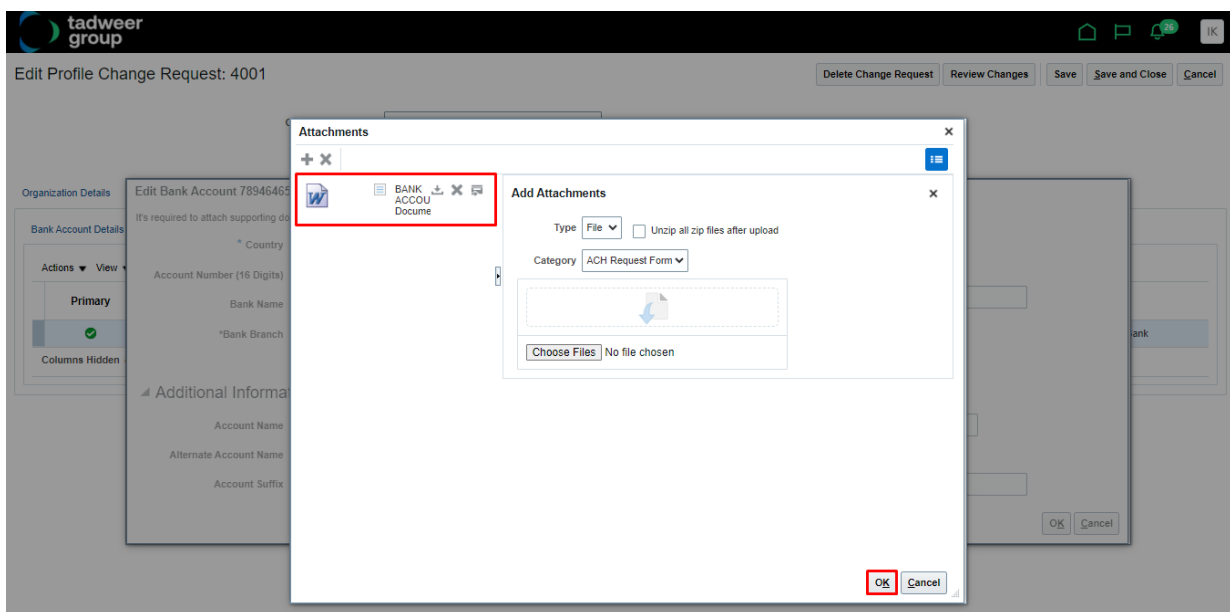 tadweer
group
26
IK
Edit Profile Change Request: 4001
Delete Change Request
Review Changes
Save
Save and Close
Cancel
Attachments
BANK
ACCOU
Docume
Add Attachments
Type File
Unzip all zip files after upload
Category ACH Request Form
Choose Files No file chosen
OK
Cancel
Organization Details
Bank Account Details
Actions View
Primary
Columns Hidden
Edit Bank Account 78946465
It's required to attach supporting do
* Country
Account Number (16 Digits)
Bank Name
*Bank Branch
Additional Informa
Account Name
Alternate Account Name
Account Suffix
ank
OK
Cancel